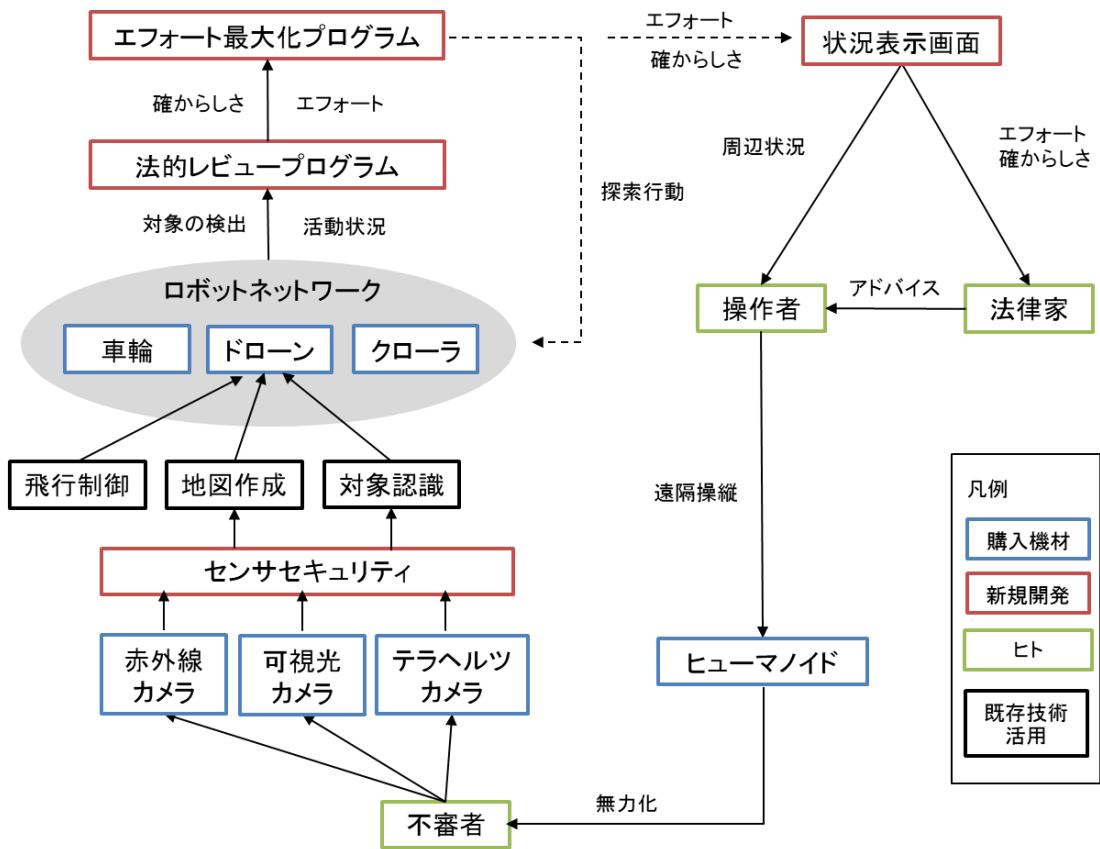 エフォート最大化プログラム
確からしさ
エフォート
法的レビュープログラム
対象の検出
活動状況
探索行動
ロボットネットワーク
車輪
ドローン
クローラ
飛行制御
地図作成
対象認識
センサセキュリティ
赤外線
カメラ
可視光
カメラ
テラヘルツ
カメラ
不審者
エフォート
確からしさ
状況表示画面
周辺状況
エフォート
確からしさ
操作者
アドバイス
法律家
遠隔操縦
ヒューマノイド
無力化
凡例
購入機材
新規開発
ヒト
既存技術
活用